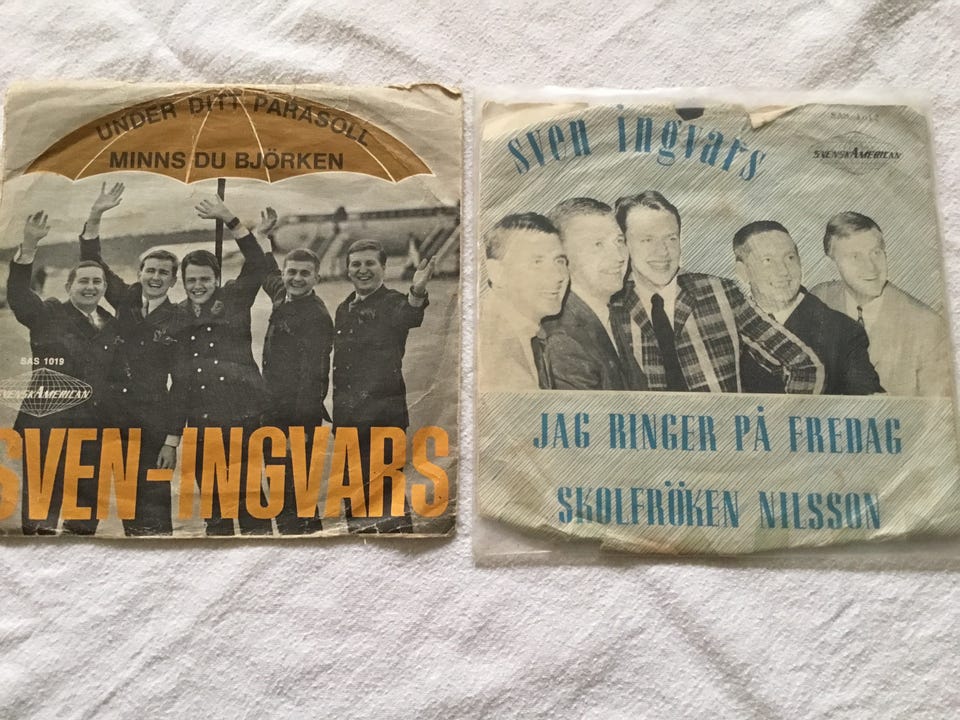 UNDER DITT PARASOLL
MINNS DU BJÖRKEN
SAS 1019
SVENSKAMERICAN
SVEN-INGVARS
sven ingvars
SVENSKAMERICAN
JAG RINGER PÅ FREDAG
SKOLFRÖKEN NILSSON